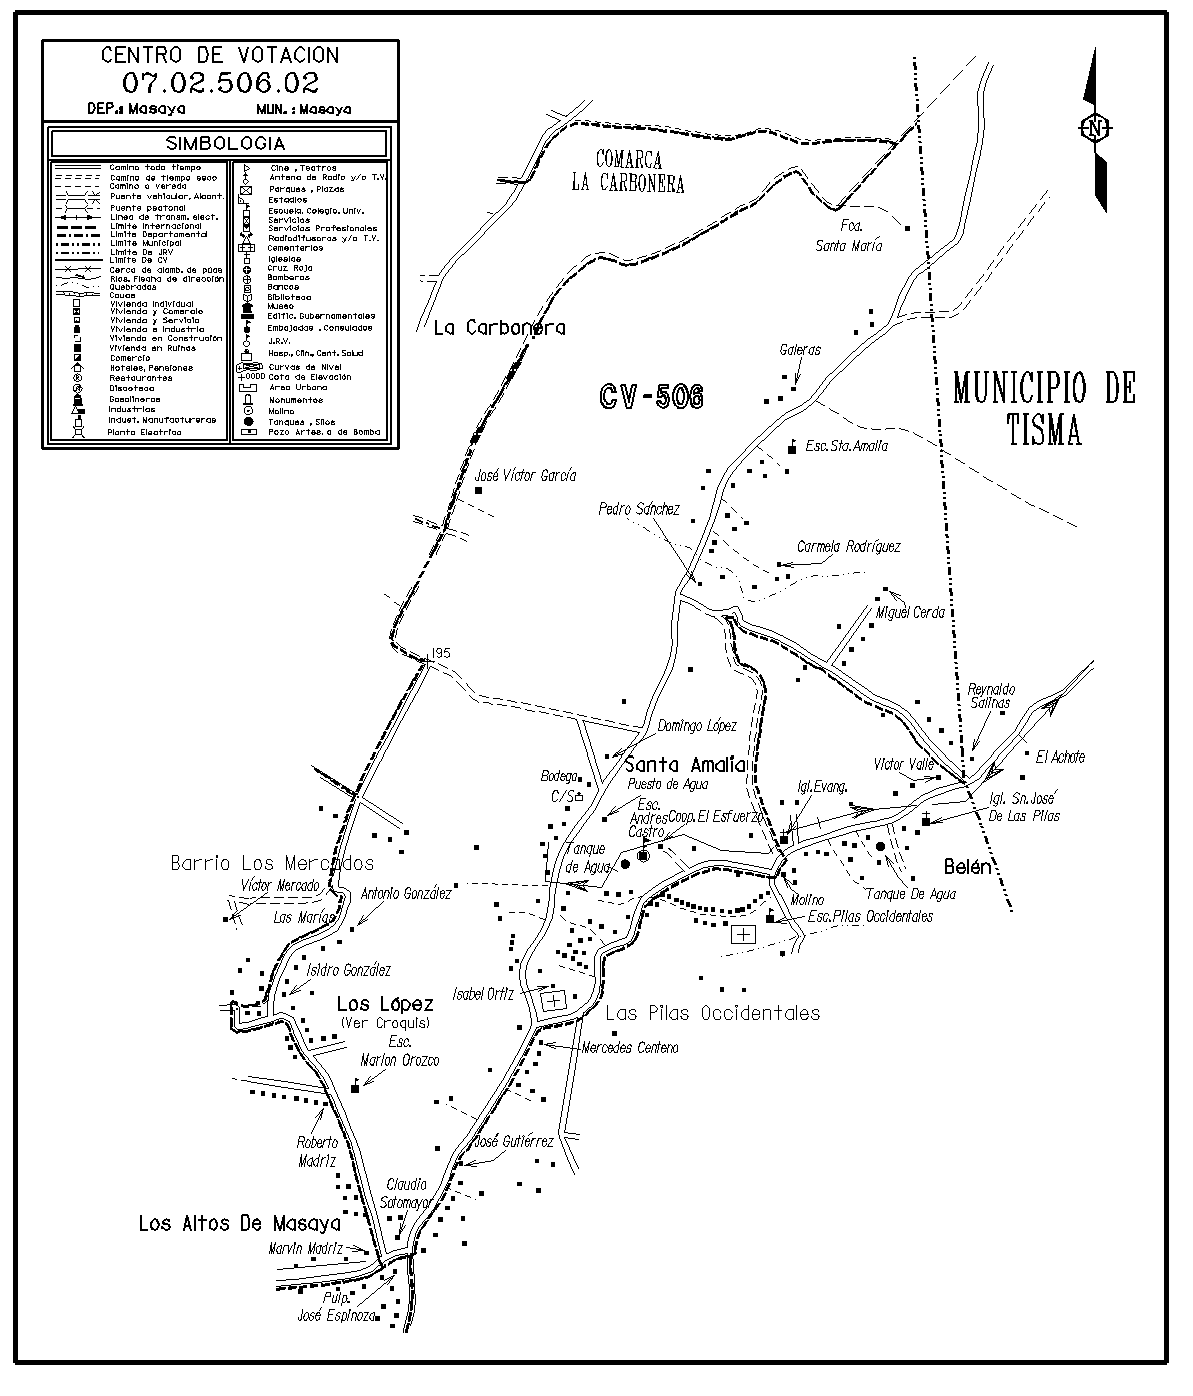 CENTRO DE VOTACION
07.02.506.02
DEP.: Masaya MUN. : Masaya
SIMBOLOGIA
Camino todo tiempo
Camino de tiempo seco
Camino o vereda
Puente vehicular, Alcant.
Puente peatonal
Linea de transm. elect.
Limite Internacional
Limite Departamental
Limite Municipal
Limite De JRV
Limite De CV
Cerca de alamb. de púas
Rios, Flecha de dirección
Quebradas
Cauce
Vivienda Individual
Vivienda y Comercio
Vivienda y Servicio
Vivienda e Industria
Vivienda en Construcción
Vivienda en Ruinas
Comercio
Hoteles, Pensiones
Restaurantes
Discoteca
Gasolineras
Industrias
Indust. Manufactureras
Planta Electrica
Cine , Teatros
Antena de Radio y/o T.V.
Parques , Plazas
Estadios
Escuela, Colegio, Univ.
Servicios
Servicios Profesionales
Radiodifusoras y/o T.V.
Cementerios
Iglesias
Cruz Roja
Bomberos
Bancos
Biblioteca
Museo
Edific. Gubernamentales
Embajadas , Consulados
J.R.V.
Hosp., Clin., Cent. Salud
Curvas de Nivel
OOOO Cota de Elevación
Area Urbana
Monumentos
Molino
Tanques , Silos
Pozo Artes. o de Bomba
N
COMARCA
LA CARBONERA
Fca.
Santa María
La Carbonera
Galeras
CV-506
MUNICIPIO DE
TISMA
Esc. Sta. Amalia
José Víctor García
Pedro Sánchez
Carmela Rodríguez
Miguel Cerda
195
Reynaldo
Salinas
Domingo López
Santa Amalia
Víctor Valle
El Achote
Bodega
Puesto de Agua
C/S
Igl. Evang.
Igl. Sn. José
De Las Pilas
Esc.
Andres
Castro
Coop. El Esfuerzo
Tanque
de Agua
Barrio Los Mercados
Belén
Víctor Mercado
Antonio González
Molino
Tanque De Agua
Las Marías
Esc. Pilas Occidentales
Isidro González
Isabel Ortiz
Los López
(Ver Croquis)
Las Pilas Occidentales
Esc.
Marlon Orozco
Mercedes Centeno
Roberto
Madriz
José Gutiérrez
Claudia
Sotomayor
Los Altos De Masaya
Marvin Madriz
Pulp.
José Espinoza